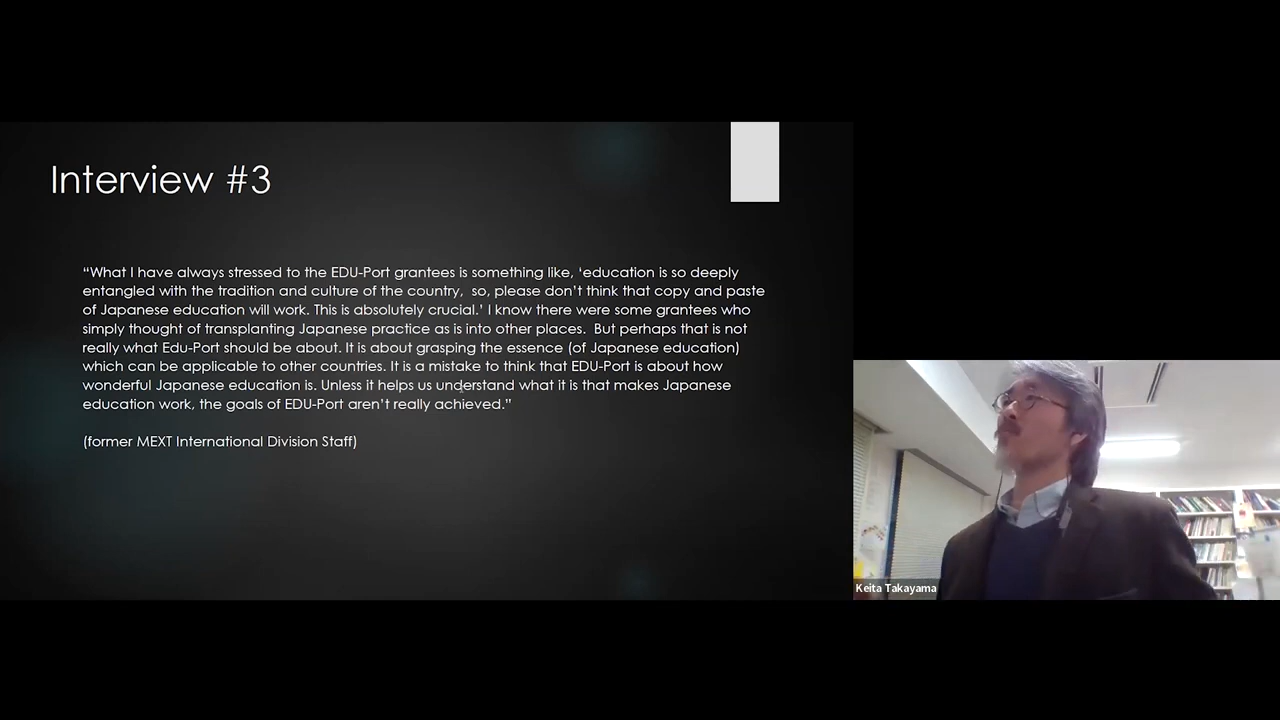 Interview #3
“What I have always stressed to the EDU-Port grantees is something like, ‘education is so deeply
entangled with the tradition and culture of the country,  so, please don’t think that copy and paste
of Japanese education will work. This is absolutely crucial.’ I know there were some grantees who
simply thought of transplanting Japanese practice as is into other places.  But perhaps that is not
really what Edu-Port should be about. It is about grasping the essence (of Japanese education)
which can be applicable to other countries. It is a mistake to think that EDU-Port is about how
wonderful Japanese education is. Unless it helps us understand what it is that makes Japanese
education work, the goals of EDU-Port aren’t really achieved.”
(former MEXT International Division Staff)
Keita Takayama